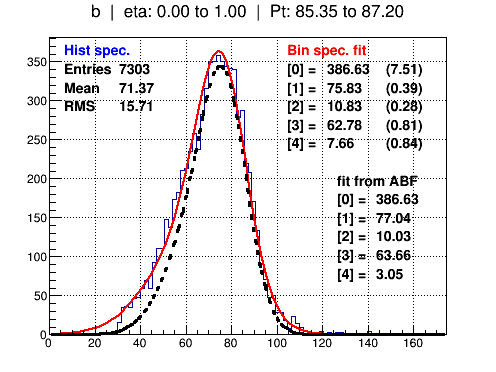 b | eta: 0.00 to 1.00 | Pt: 85.35 to 87.20
Hist spec.
Entries 7303
Mean 71.37
RMS 15.71
Bin spec. fit
[0] = 386.63 (7.51)
[1] = 75.83 (0.39)
[2] = 10.83 (0.28)
[3] = 62.78 (0.81)
[4] = 7.66 (0.84)
fit from ABF
[0] = 386.63
[1] = 77.04
[2] = 10.03
[3] = 63.66
[4] = 3.05
350
300
250
200
150
100
50
0
0 20 40 60 80 100 120 140 160